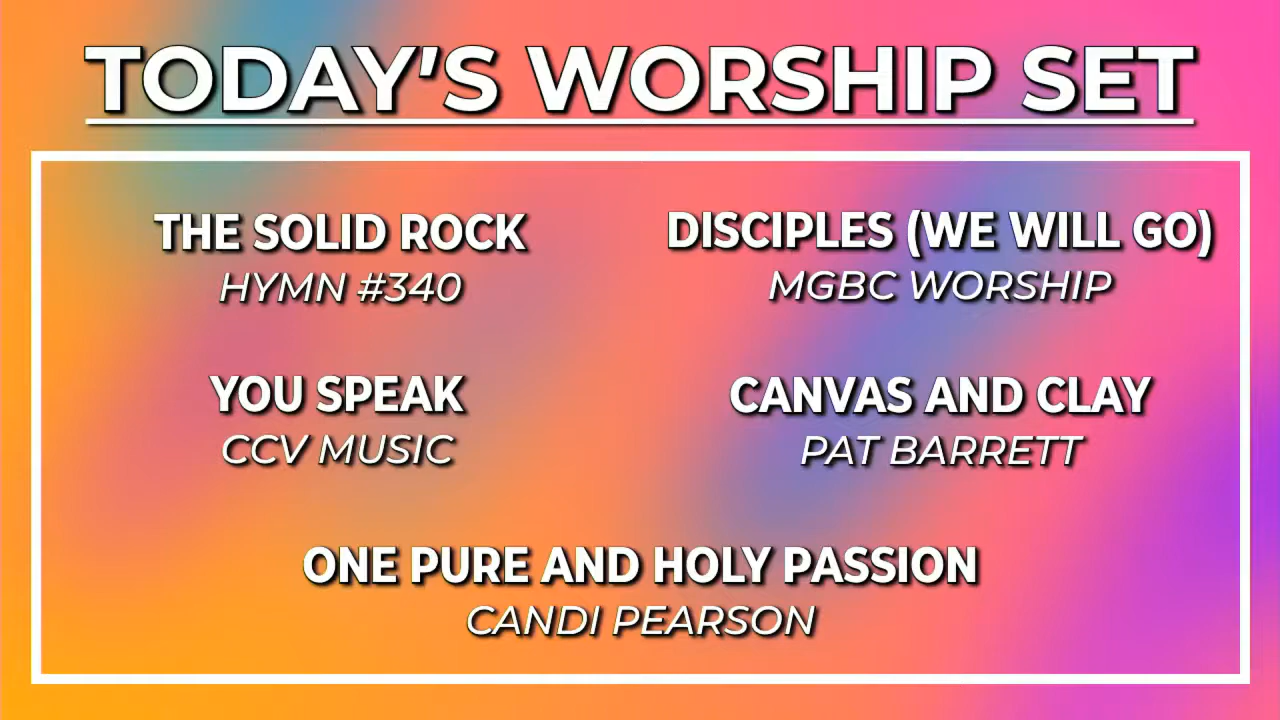 TODAY'S WORSHIP SET
THE SOLID ROCK
HYMN #340
DISCIPLES (WE WILL GO)
MGBC WORSHIP
YOU SPEAK
CCV MUSIC
CANVAS AND CLAY
PAT BARRETT
ONE PURE AND HOLY PASSION
CANDI PEARSON